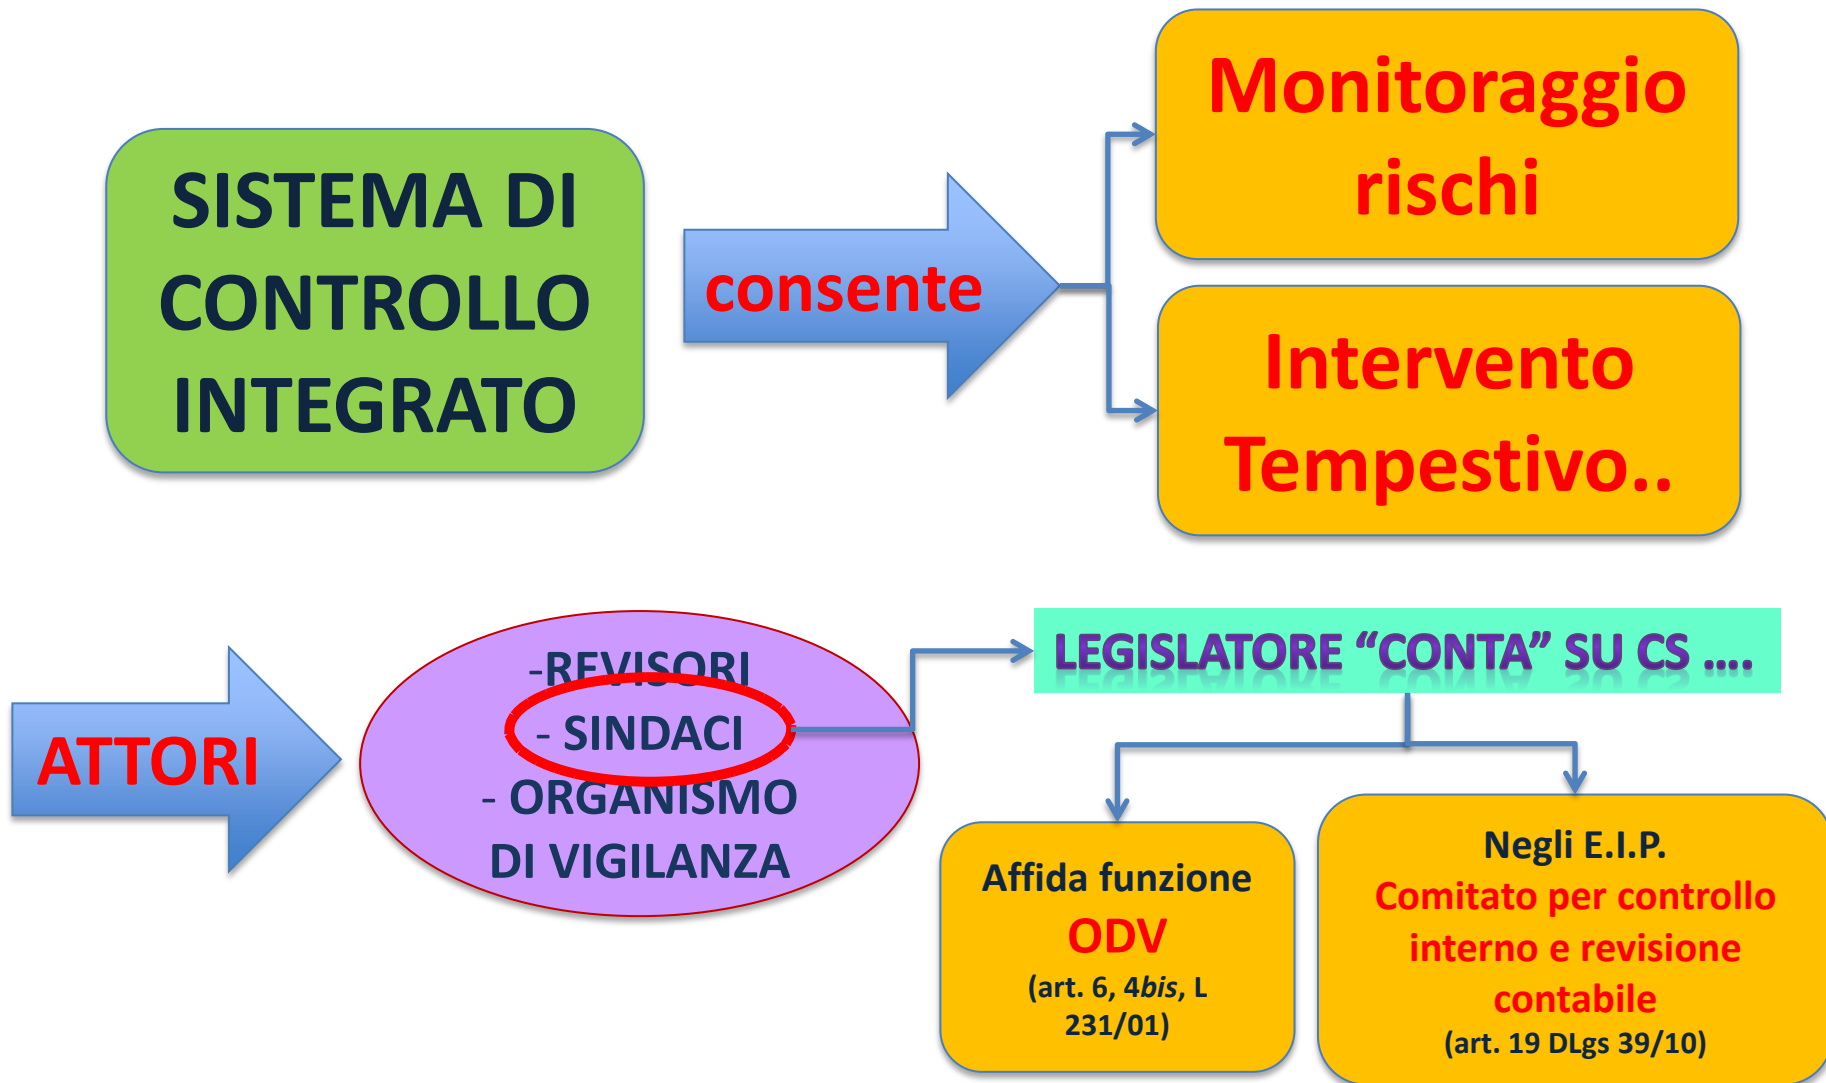 SISTEMA DI
CONTROLLO
INTEGRATO
consente
Monitoraggio
rischi
Intervento
Tempestivo..
ATTORI
-REVISORI
- SINDACI
- ORGANISMO
DI VIGILANZA
LEGISLATORE “CONTA” SU CS ....
Affida funzione
ODV
(art. 6, 4bis, L
231/01)
Negli E.I.P.
Comitato per controllo
interno e revisione
contabile
(art. 19 DLgs 39/10)